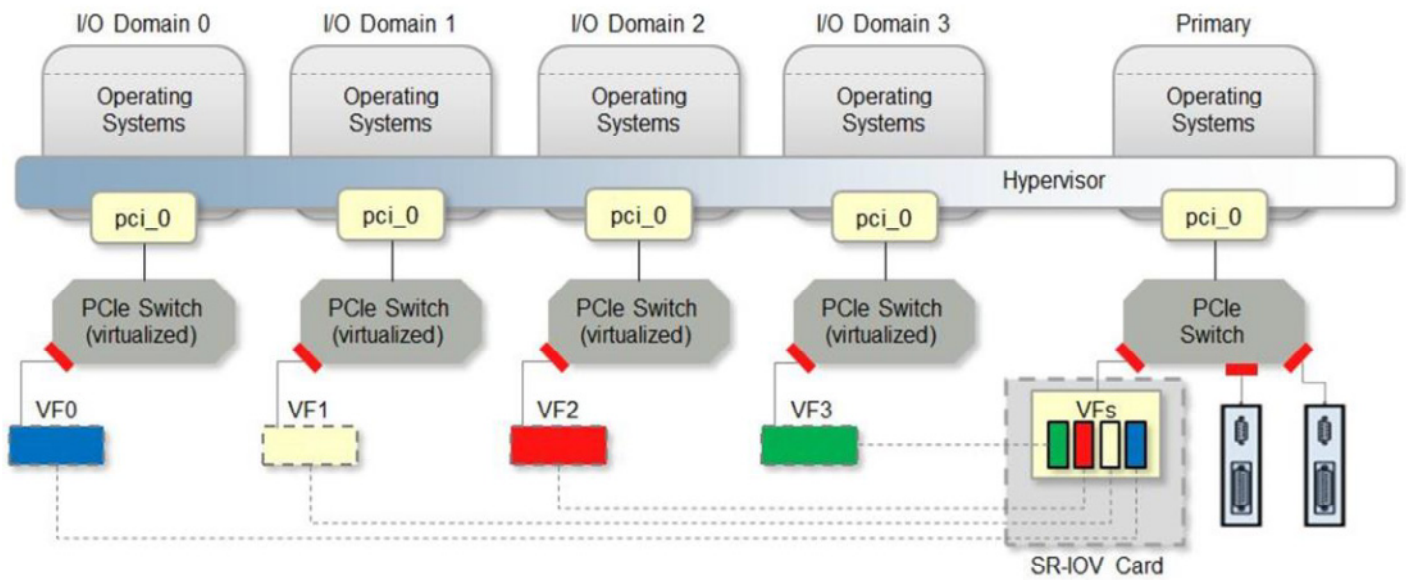 I/O Domain 0
I/O Domain 1
I/O Domain 2
I/O Domain 3
Primary
Operating
Systems
Operating
Systems
Operating
Systems
Operating
Systems
Operating
Systems
Hypervisor
pci_0
pci_0
pci_0
pci_0
pci_0
PCIe Switch
(virtualized)
PCIe Switch
(virtualized)
PCIe Switch
(virtualized)
PCIe Switch
(virtualized)
PCIe
Switch
VF0
VF1
VF2
VF3
VFs
SR-IOV Card